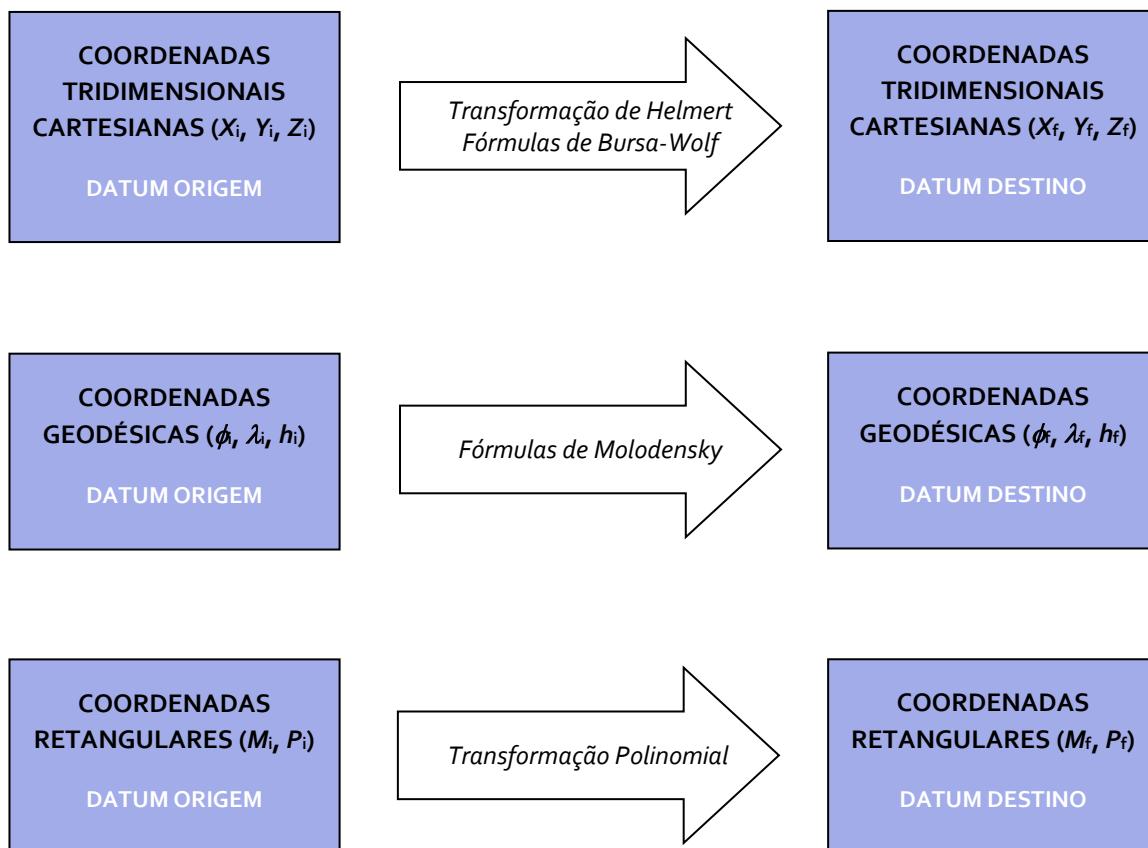 COORDENADAS
TRIDIMENSIONAIS
CARTESIANAS (Xi, Yi, Zi)
DATUM ORIGEM
Transformação de Helmert
Fórmulas de Bursa-Wolf
COORDENADAS
TRIDIMENSIONAIS
CARTESIANAS (Xf, Yf, Zf)
DATUM DESTINO
COORDENADAS
GEODÉSICAS (ϕi, λi, hi)
DATUM ORIGEM
Fórmulas de Molodensky
COORDENADAS
GEODÉSICAS (ϕf, λf, hf)
DATUM DESTINO
COORDENADAS
RETANGULARES (Mi, Pi)
DATUM ORIGEM
Transformação Polinomial
COORDENADAS
RETANGULARES (Mf, Pf)
DATUM DESTINO